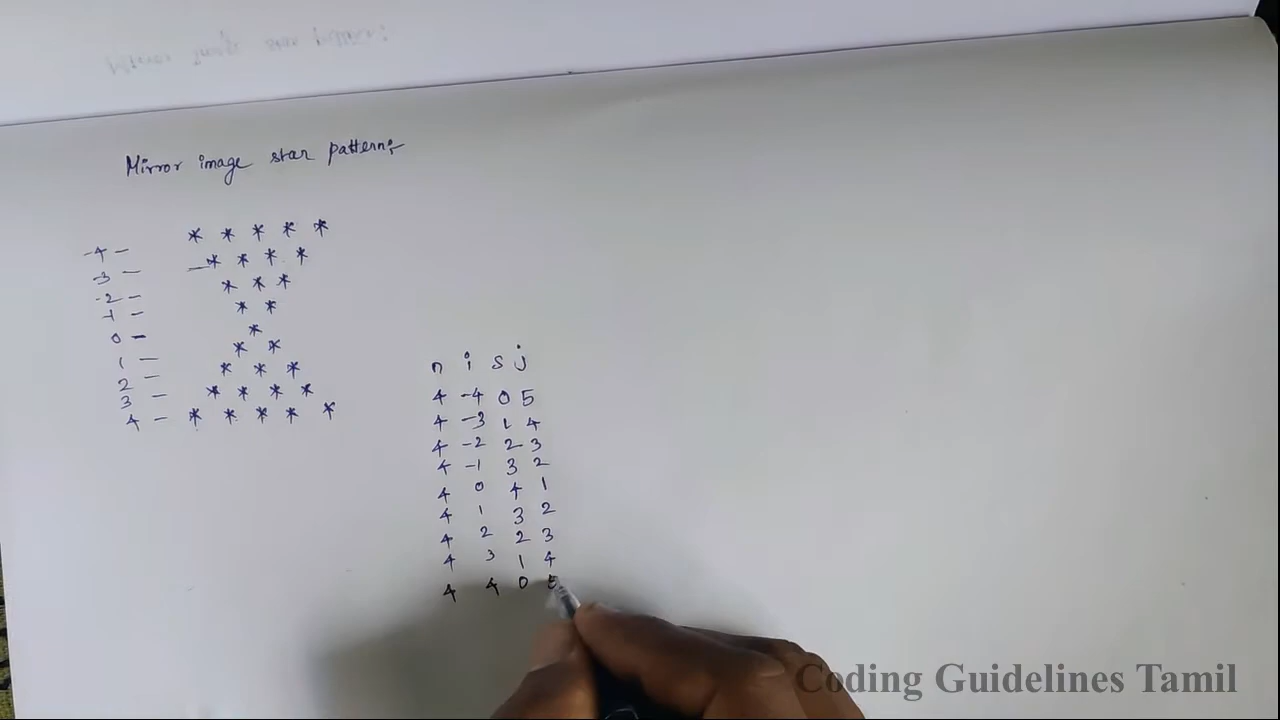 Mirror image star pattern:
-4 - * * * * *
-3 - - * * * *
-2 - * * *
-1 - * *
0 - *
1 - * *
2 - * * *
3 - * * * *
4 - * * * * *
n i s j
4 -4 0 5
4 -3 1 4
4 -2 2 3
4 -1 3 2
4 0 4 1
4 1 3 2
4 2 2 3
4 3 1 4
4 4 0 5
Coding Guidelines Tamil